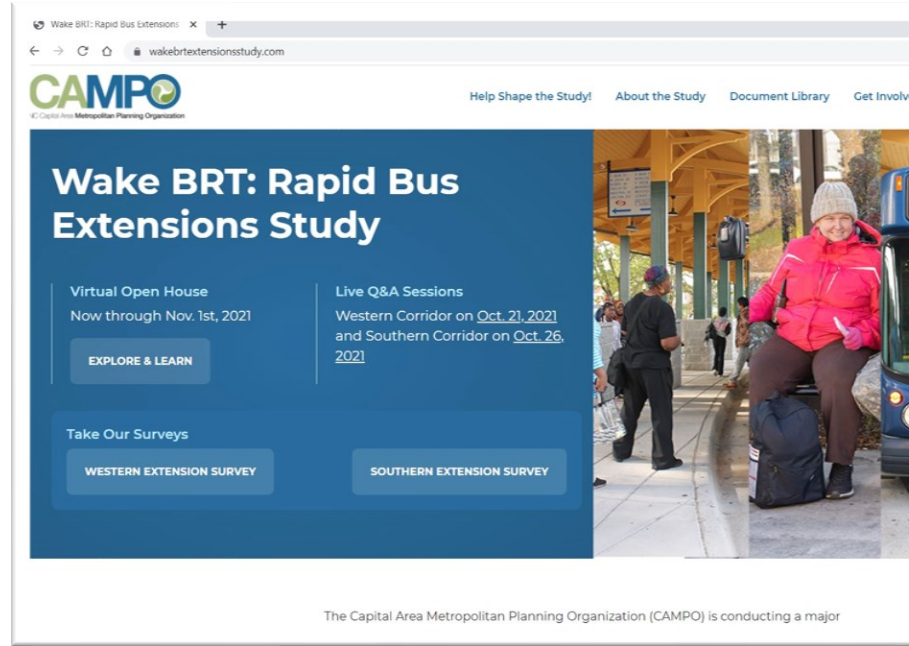 Wake BRT: Rapid Bus Extensions
wakebrtextensionsstudy.com
CAMPO
NC Capital Area Metropolitan Planning Organization
Help Shape the Study! About the Study Document Library Get Involv
Wake BRT: Rapid Bus
Extensions Study
Virtual Open House
Now through Nov. 1st, 2021
EXPLORE & LEARN
Live Q&A Sessions
Western Corridor on Oct. 21, 2021
and Southern Corridor on Oct. 26,
2021
Take Our Surveys
WESTERN EXTENSION SURVEY
SOUTHERN EXTENSION SURVEY
The Capital Area Metropolitan Planning Organization (CAMPO) is conducting a major